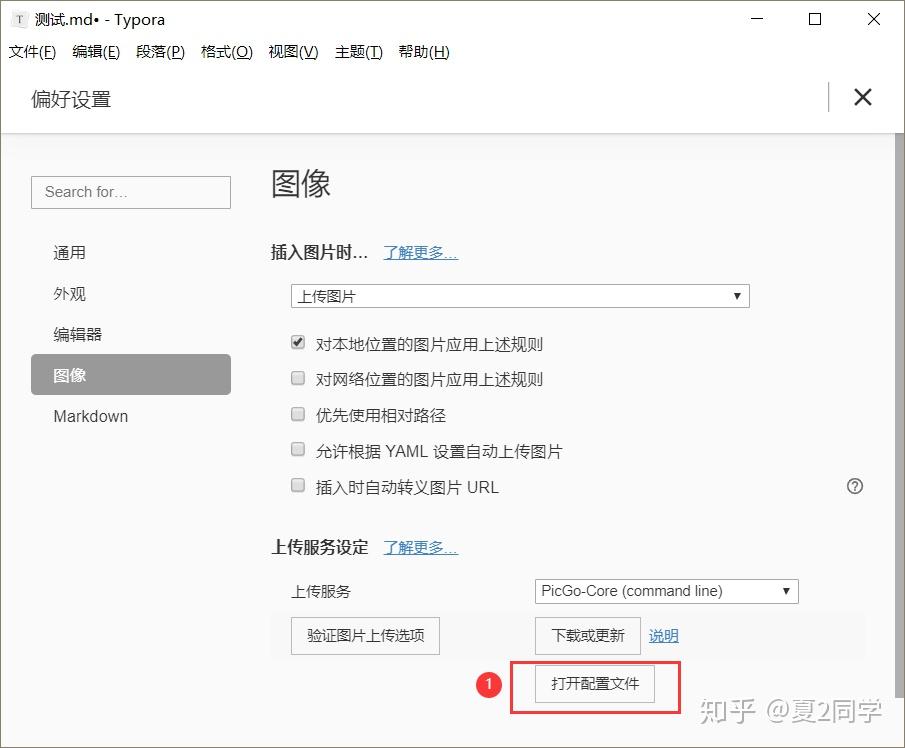 T 测试.md• - Typora
文件(F) 编辑(E) 段落(P) 格式(O) 视图(V) 主题(T) 帮助(H)
偏好设置
Search for...
通用
外观
编辑器
图像
Markdown
图像
插入图片时... 了解更多...
上传图片
对本地位置的图片应用上述规则
对网络位置的图片应用上述规则
优先使用相对路径
允许根据 YAML 设置自动上传图片
插入时自动转义图片 URL
上传服务设定 了解更多...
上传服务 PicGo-Core (command line)
验证图片上传选项 下载或更新 说明
1 打开配置文件
知乎 @夏2同学